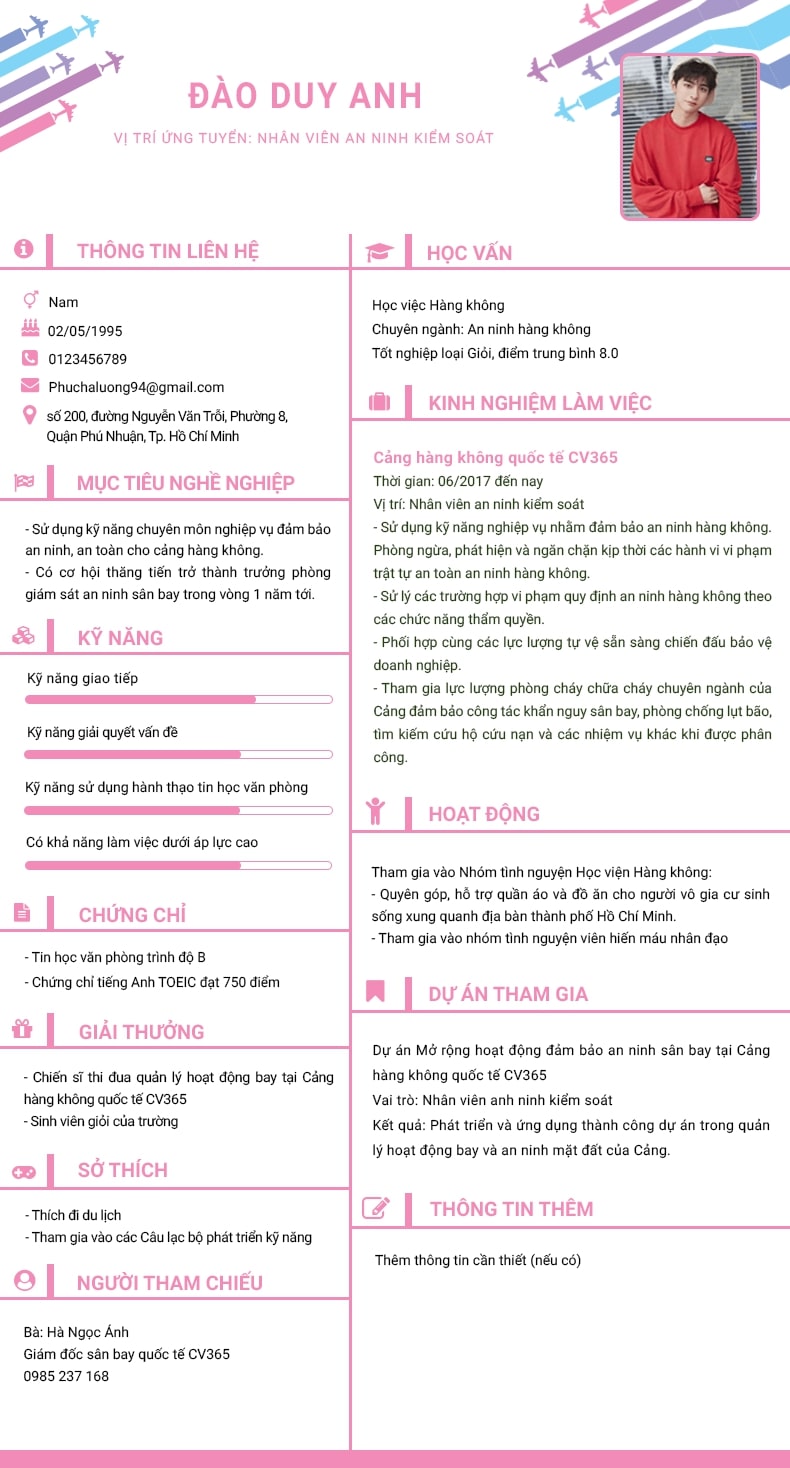 ĐÀO DUY ANH
VỊ TRÍ ỨNG TUYỂN: NHÂN VIÊN AN NINH KIỂM SOÁT
THÔNG TIN LIÊN HỆ
Nam
02/05/1995
0123456789
Phuchaluong94@gmail.com
số 200, đường Nguyễn Văn Trỗi, Phường 8,
Quận Phú Nhuận, Tp. Hồ Chí Minh
MỤC TIÊU NGHỀ NGHIỆP
- Sử dụng kỹ năng chuyên môn nghiệp vụ đảm bảo
an ninh, an toàn cho cảng hàng không.
- Có cơ hội thăng tiến trở thành trưởng phòng
giám sát an ninh sân bay trong vòng 1 năm tới.
KỸ NĂNG
Kỹ năng giao tiếp
Kỹ năng giải quyết vấn đề
Kỹ năng sử dụng hành thạo tin học văn phòng
Có khả năng làm việc dưới áp lực cao
CHỨNG CHỈ
- Tin học văn phòng trình độ B
- Chứng chỉ tiếng Anh TOEIC đạt 750 điểm
GIẢI THƯỞNG
- Chiến sĩ thi đua quản lý hoạt động bay tại Cảng
hàng không quốc tế CV365
- Sinh viên giỏi của trường
SỞ THÍCH
- Thích đi du lịch
- Tham gia vào các Câu lạc bộ phát triển kỹ năng
NGƯỜI THAM CHIẾU
Bà: Hà Ngọc Ánh
Giám đốc sân bay quốc tế CV365
0985 237 168
HỌC VẤN
Học việc Hàng không
Chuyên ngành: An ninh hàng không
Tốt nghiệp loại Giỏi, điểm trung bình 8.0
KINH NGHIỆM LÀM VIỆC
Cảng hàng không quốc tế CV365
Thời gian: 06/2017 đến nay
Vị trí: Nhân viên an ninh kiểm soát
- Sử dụng kỹ năng nghiệp vụ nhằm đảm bảo an ninh hàng không.
Phòng ngừa, phát hiện và ngăn chặn kịp thời các hành vi vi phạm
trật tự an toàn an ninh hàng không.
- Sử lý các trường hợp vi phạm quy định an ninh hàng không theo
các chức năng thẩm quyền.
- Phối hợp cùng các lực lượng tự vệ sẵn sàng chiến đấu bảo vệ
doanh nghiệp.
- Tham gia lực lượng phòng cháy chữa cháy chuyên ngành của
Cảng đảm bảo công tác khẩn nguy sân bay, phòng chống lụt bão,
tìm kiếm cứu hộ cứu nạn và các nhiệm vụ khác khi được phân
công.
HOẠT ĐỘNG
Tham gia vào Nhóm tình nguyện Học viện Hàng không:
- Quyên góp, hỗ trợ quần áo và đồ ăn cho người vô gia cư sinh
sống xung quanh địa bàn thành phố Hồ Chí Minh.
- Tham gia vào nhóm tình nguyện viên hiến máu nhân đạo
DỰ ÁN THAM GIA
Dự án Mở rộng hoạt động đảm bảo an ninh sân bay tại Cảng
hàng không quốc tế CV365
Vai trò: Nhân viên anh ninh kiểm soát
Kết quả: Phát triển và ứng dụng thành công dự án trong quản
lý hoạt động bay và an ninh mặt đất của Cảng.
THÔNG TIN THÊM
Thêm thông tin cần thiết (nếu có)